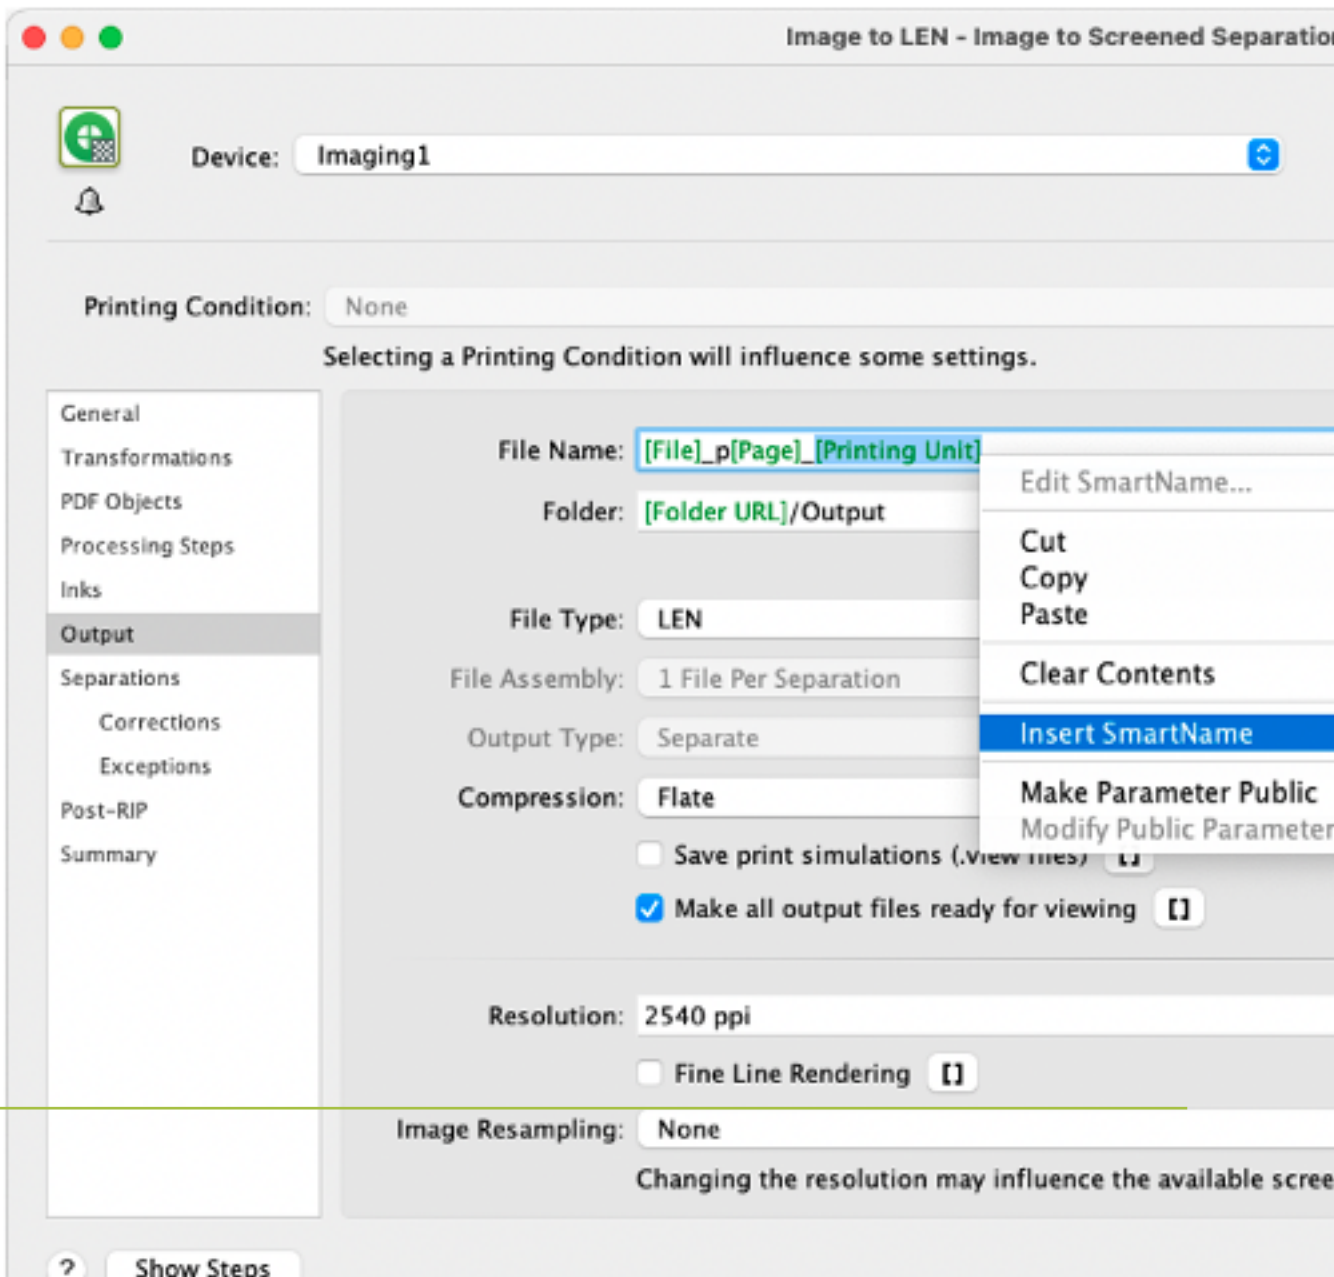 Image to LEN - Image to Screened Separation
Device: Imaging1
Printing Condition: None
Selecting a Printing Condition will influence some settings.
General
Transformations
PDF Objects
Processing Steps
Inks
Output
Separations
Corrections
Exceptions
Post-RIP
Summary
File Name: [File]_p[Page]_[Printing Unit]
Folder: [Folder URL]/Output
File Type: LEN
File Assembly: 1 File Per Separation
Output Type: Separate
Compression: Flate
Save print simulations (.view files) []
Make all output files ready for viewing []
Resolution: 2540 ppi
Fine Line Rendering []
Image Resampling: None
Changing the resolution may influence the available scree
Edit SmartName...
Cut
Copy
Paste
Clear Contents
Insert SmartName
Make Parameter Public
Modify Public Parameter
? Show Steps